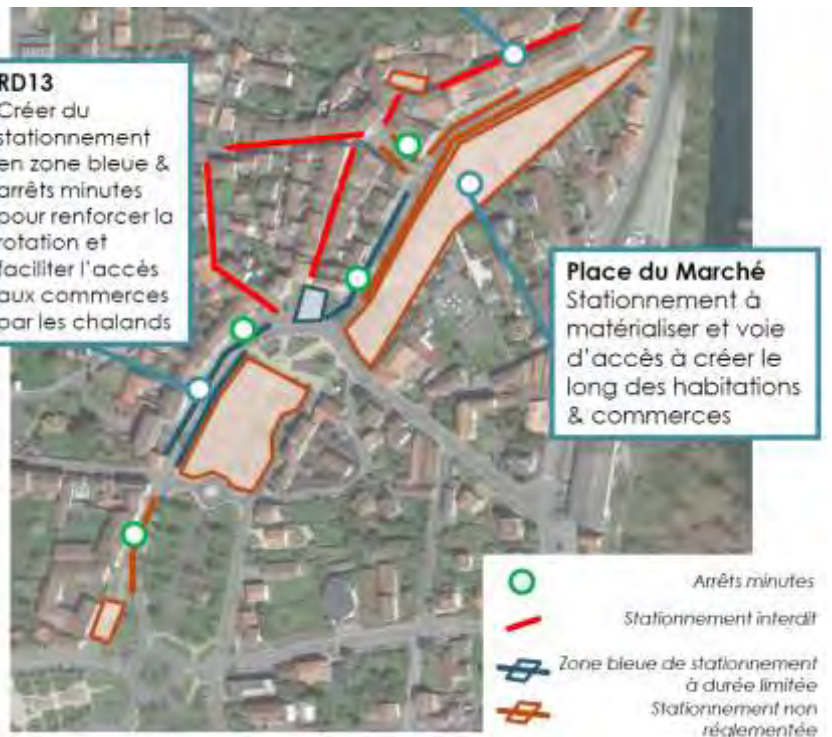 RD13
Créer du
stationnement
en zone bleue &
arrêts minutes
pour renforcer la
rotation et
faciliter l'accès
aux commerces
par les chalands
Place du Marché
Stationnement à
matérialiser et voie
d'accès à créer le
long des habitations
& commerces
Arrêts minutes
Stationnement interdit
Zone bleue de stationnement
à durée limitée
Stationnement non
réglementée